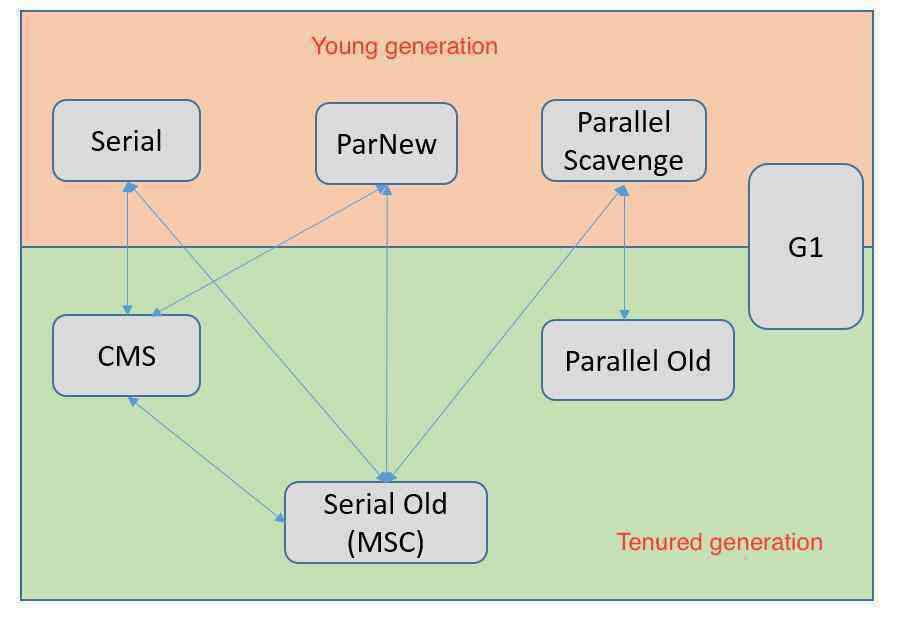 Young generation
Serial
ParNew
Parallel
Scavenge
G1
CMS
Parallel Old
Serial Old
(MSC)
Tenured generation